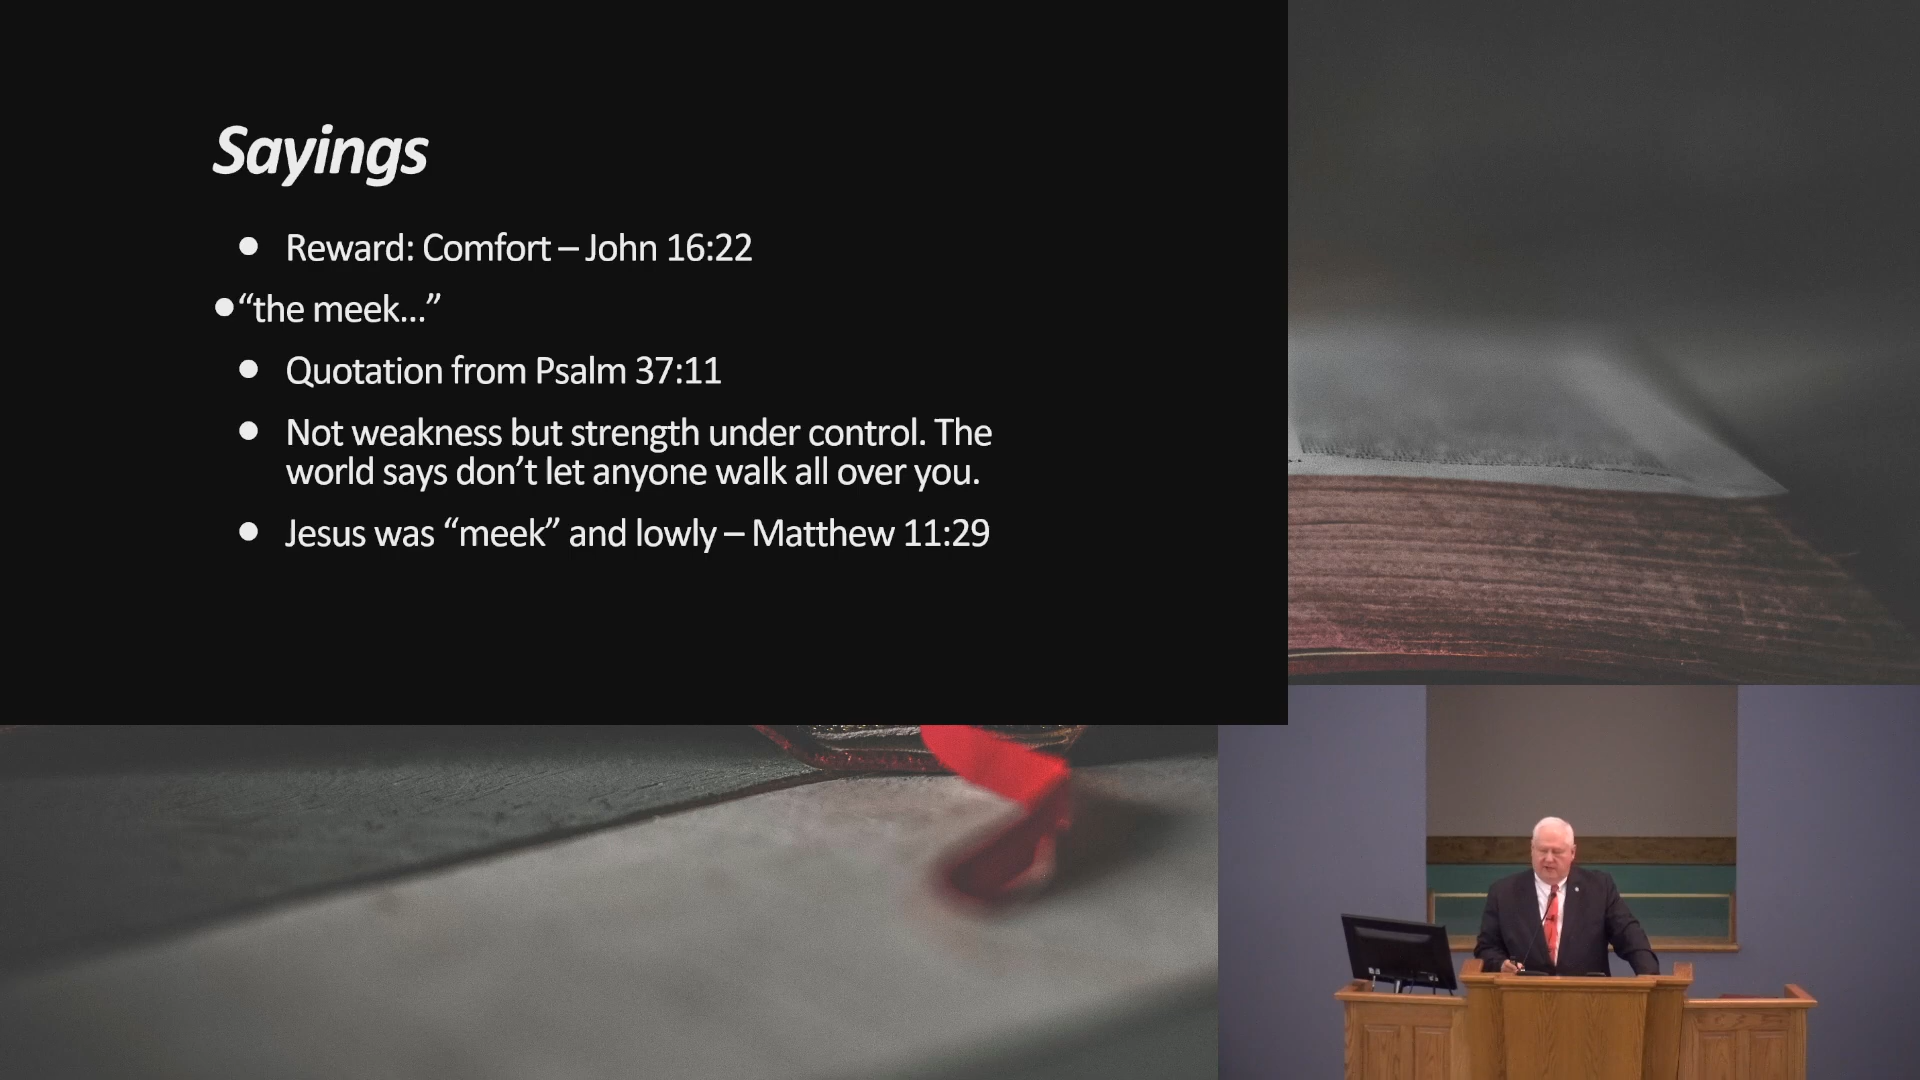 Sayings
● Reward: Comfort – John 16:22
● “the meek…”
● Quotation from Psalm 37:11
● Not weakness but strength under control. The
world says don’t let anyone walk all over you.
● Jesus was “meek” and lowly – Matthew 11:29